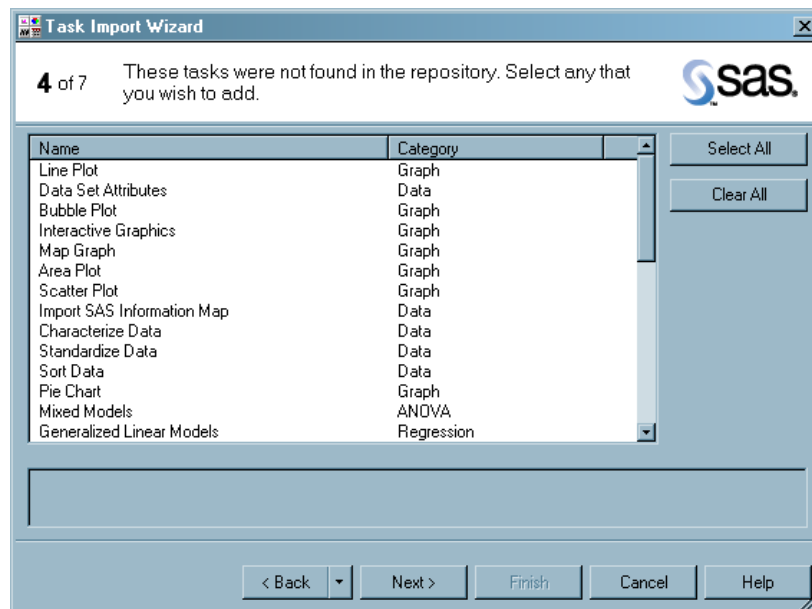 Task Import Wizard
4 of 7
These tasks were not found in the repository. Select any that
you wish to add.
sas.
TM
Name Category
Line Plot Graph
Data Set Attributes Data
Bubble Plot Graph
Interactive Graphics Graph
Map Graph Graph
Area Plot Graph
Scatter Plot Graph
Import SAS Information Map Data
Characterize Data Data
Standardize Data Data
Sort Data Data
Pie Chart Graph
Mixed Models ANOVA
Generalized Linear Models Regression
Select All
Clear All
< Back
Next >
Finish
Cancel
Help